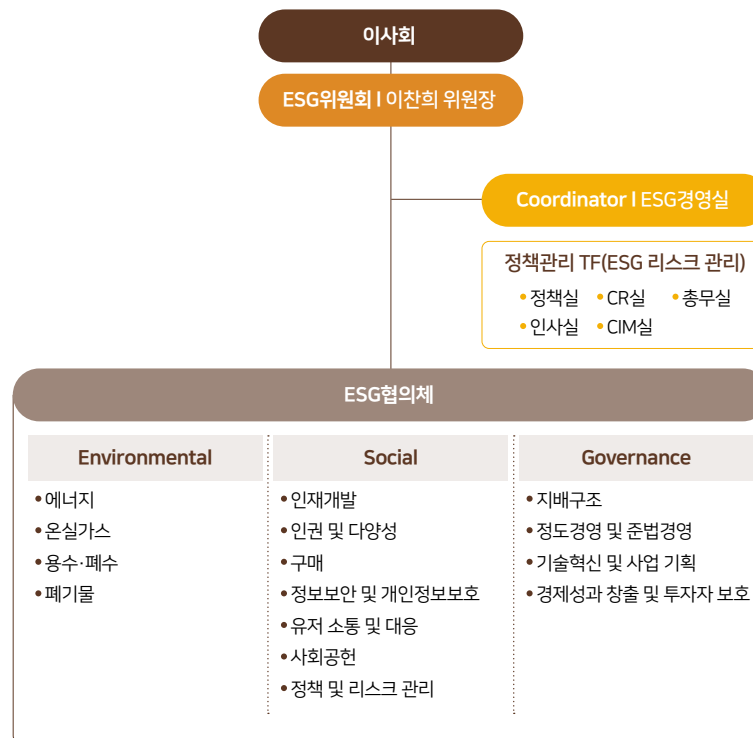 이사회
ESG위원회 I 이찬희 위원장
Coordinator I ESG경영실
정책관리 TF(ESG 리스크 관리)
• 정책실 • CR실 • 총무실
• 인사실 • CIM실
ESG협의체
Environmental
• 에너지
• 온실가스
• 용수·폐수
• 폐기물
Social
• 인재개발
• 인권 및 다양성
• 구매
• 정보보안 및 개인정보보호
• 유저 소통 및 대응
• 사회공헌
• 정책 및 리스크 관리
Governance
• 지배구조
• 정도경영 및 준법경영
• 기술혁신 및 사업 기획
• 경제성과 창출 및 투자자 보호